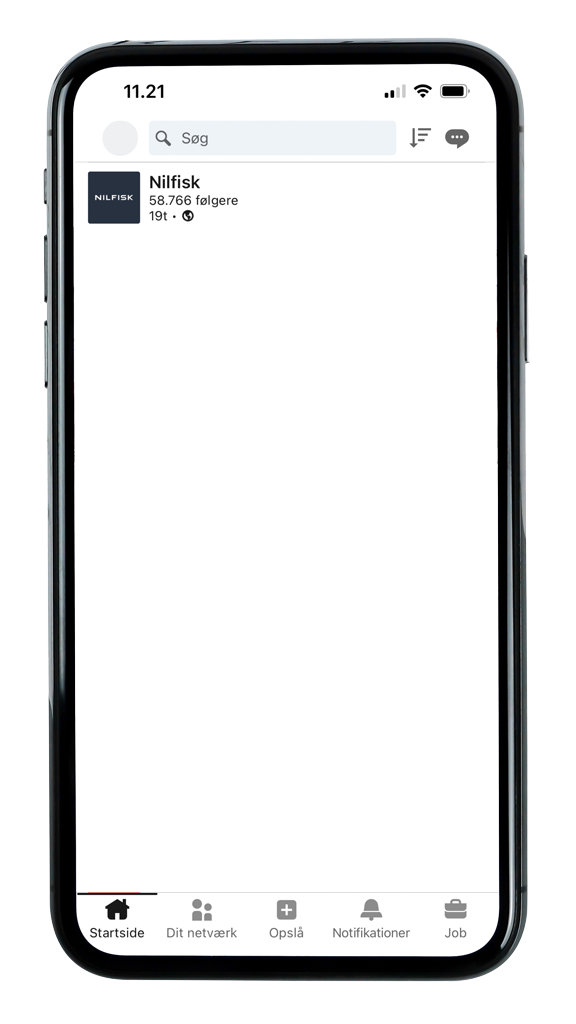 11.21
Søg
NILFISK
Nilfisk
58.766 følgere
19t •
Startside
Dit netværk
Opslå
Notifikationer
Job